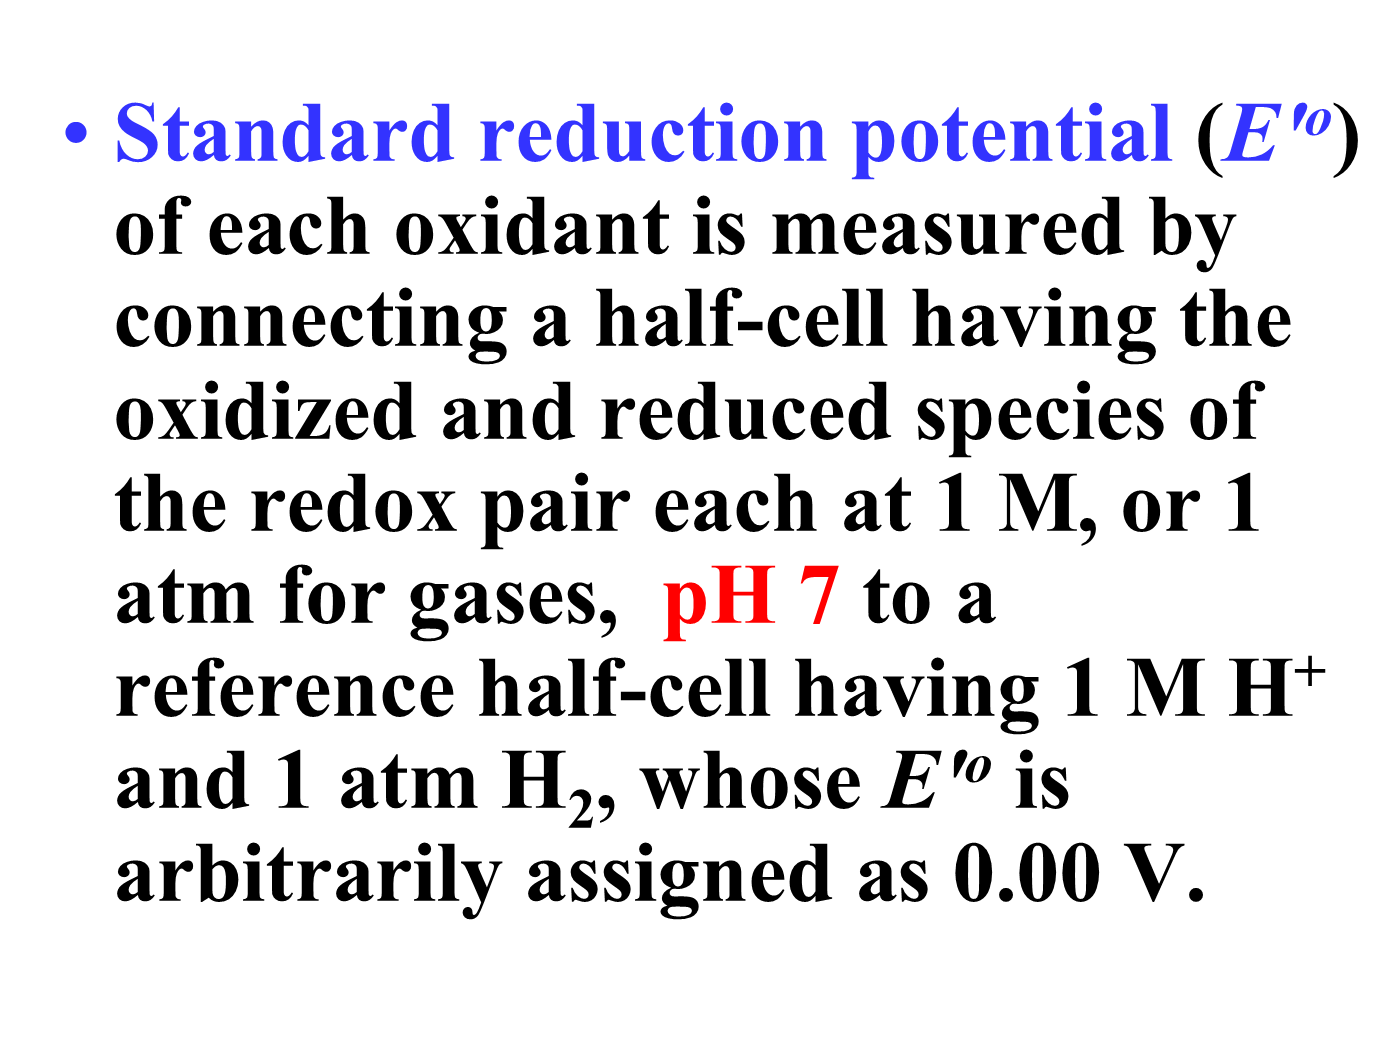 • Standard reduction potential (E'º)
of each oxidant is measured by
connecting a half-cell having the
oxidized and reduced species of
the redox pair each at 1 M, or 1
atm for gases,  pH 7 to a
reference half-cell having 1 M H⁺
and 1 atm H₂, whose E'º is
arbitrarily assigned as 0.00 V.